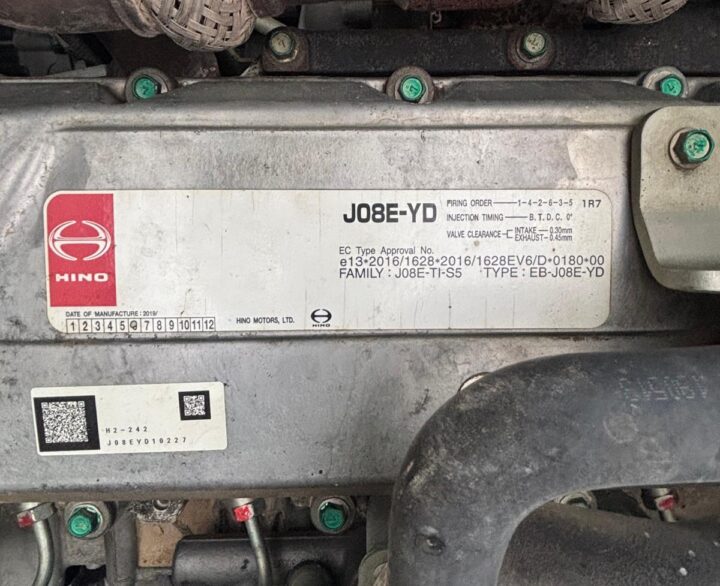 J08E-YD
FIRING ORDER 1-4-2-6-3-5 1R7
INJECTION TIMING B.T.D.C. 0°
VALVE CLEARANCE INTAKE 0.30mm
EXHAUST 0.45mm
EC Type Approval No.
e13*2016/1628*2016/1628EV6/D*0180*00
FAMILY : J08E-TI-S5 TYPE : EB-J08E-YD
HINO
DATE OF MANUFACTURE : 2019/
1 2 3 4 5 6 7 8 9 10 11 12
HINO MOTORS, LTD. HINO
H2-242
J08EYD10227